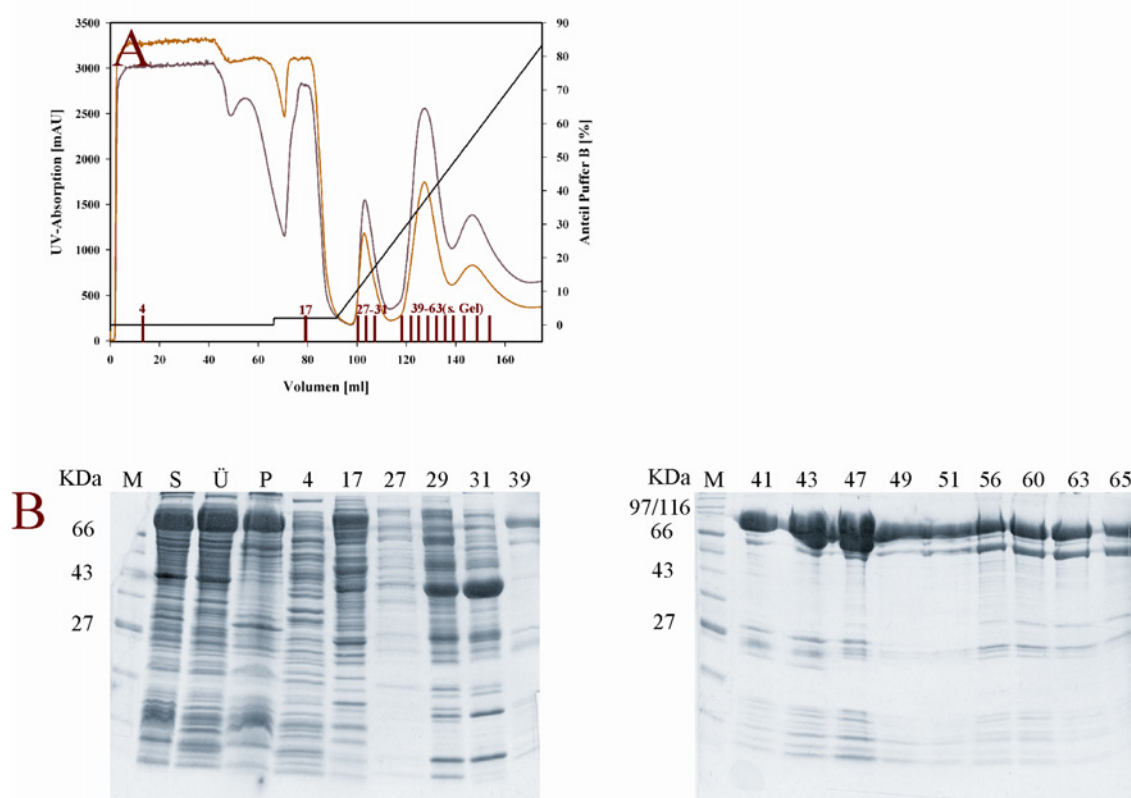 A
3500
3000
2500
3000
1500
1000
500
0
UV-Absorption [mAU]
0 20 40 60 80 100 120 140 160
Volumen [ml]
90
80
70
60
50
40
30
20
10
0
Anteil Puffer B [%]
4 17 27-31 39-63(s. Gel)
B
KDa M S Ü P 4 17 27 29 31 39
66
43
27
KDa M 41 43 47 49 51 56 60 63 65
97/116
66
43
27